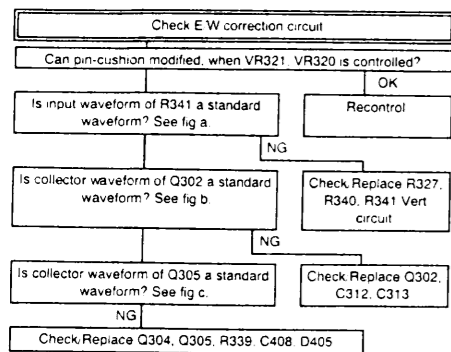 Check E/W correction circuit
Can pin-cushion modified, when VR321, VR320 is controlled?
OK
Is input waveform of R341 a standard
waveform? See fig a.
Recontrol
NG
Is collector waveform of Q302 a standard
waveform? See fig b.
Check/Replace R327,
R340, R341 Vert
circuit
NG
Is collector waveform of Q305 a standard
waveform? See fig c.
Check/Replace Q302,
C312, C313
NG
Check/Replace Q304, Q305, R339, C408, D405